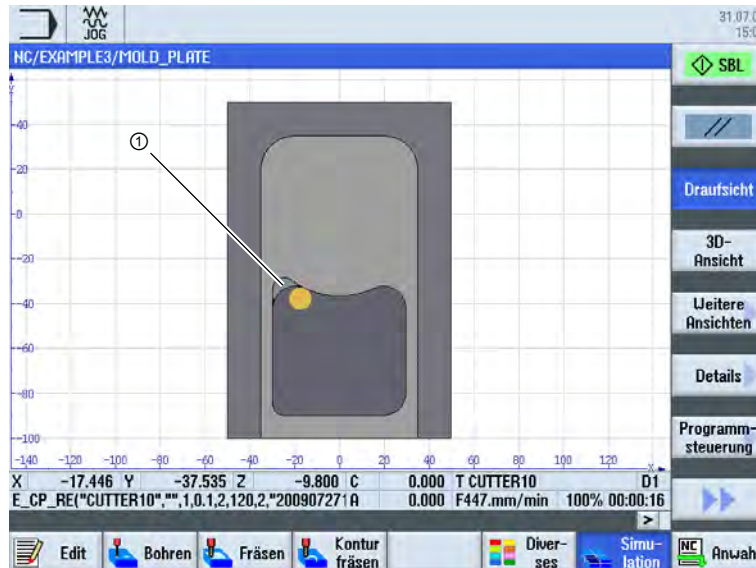 31.07.0
15:0
JOG
NC/EXAMPLE3/MOLD_PLATE
SBL
Draufsicht
3D-
Ansicht
Weitere
Ansichten
Details
Programm-
steuerung
①
-40
-20
-0
-20
-40
-60
-80
-100
-140 -120 -100 -80 -60 -40 -20 0 20 40 60 80 100 120 X
X -17.446 Y -37.535 Z -9.800 C 0.000 T CUTTER10 D1
E_CP_RE("CUTTER10","",1,0.1,2,120,2,"200907271 A 0.000 F447.mm/min 100% 00:00:16
>
Edit
Bohren
Fräsen
Kontur
fräsen
Diver-
ses
Simu-
lation
NC
Anwah